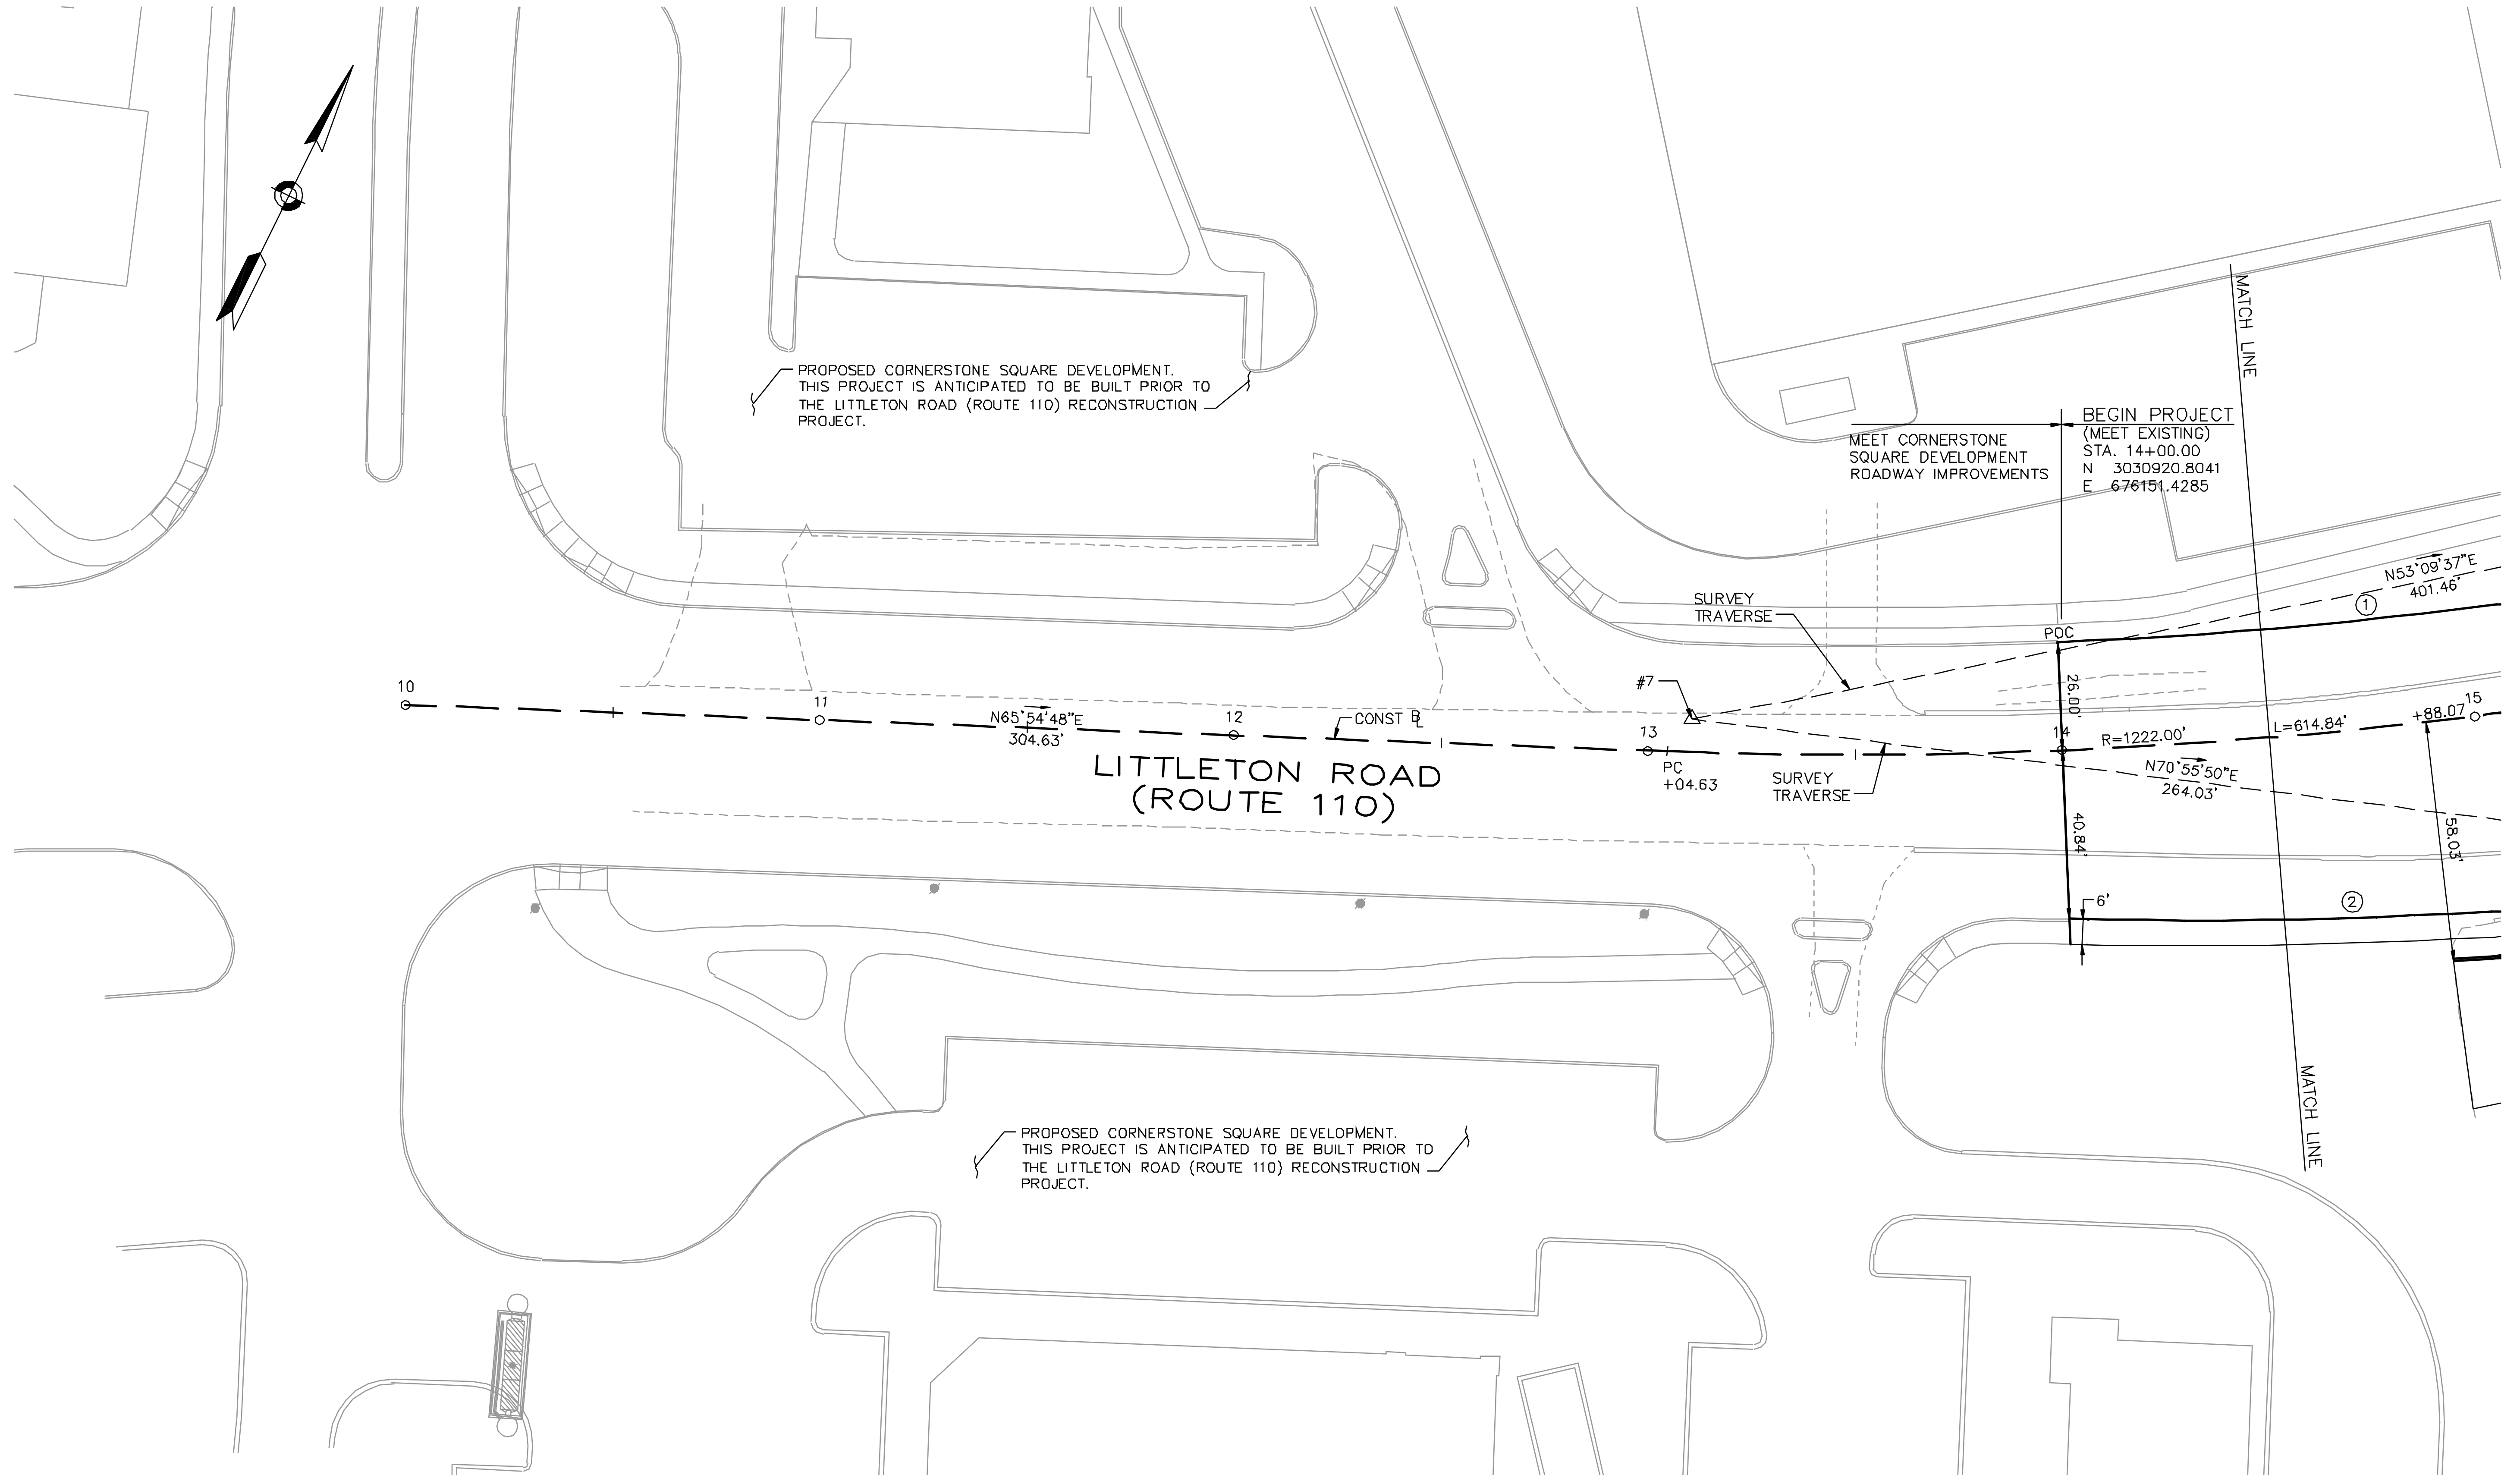 PROPOSED CORNERSTONE SQUARE DEVELOPMENT.
THIS PROJECT IS ANTICIPATED TO BE BUILT PRIOR TO
THE LITTLETON ROAD (ROUTE 110) RECONSTRUCTION
PROJECT.
MATCH LINE
BEGIN PROJECT
(MEET EXISTING)
STA. 14+00.00
N 3030920.8041
E 676151.4285
MEET CORNERSTONE
SQUARE DEVELOPMENT
ROADWAY IMPROVEMENTS
N53°09'37"E
401.46'
1
SURVEY
TRAVERSE
POC
26.00'
#7
10
11
N65°54'48"E
304.63'
12
CONST BL
13
PC
+04.63
14
R=1222.00'
L=614.84'
+88.07
15
N70°55'50"E
264.03'
SURVEY
TRAVERSE
LITTLETON ROAD
(ROUTE 110)
40.84'
58.03'
6'
2
MATCH LINE
PROPOSED CORNERSTONE SQUARE DEVELOPMENT.
THIS PROJECT IS ANTICIPATED TO BE BUILT PRIOR TO
THE LITTLETON ROAD (ROUTE 110) RECONSTRUCTION
PROJECT.